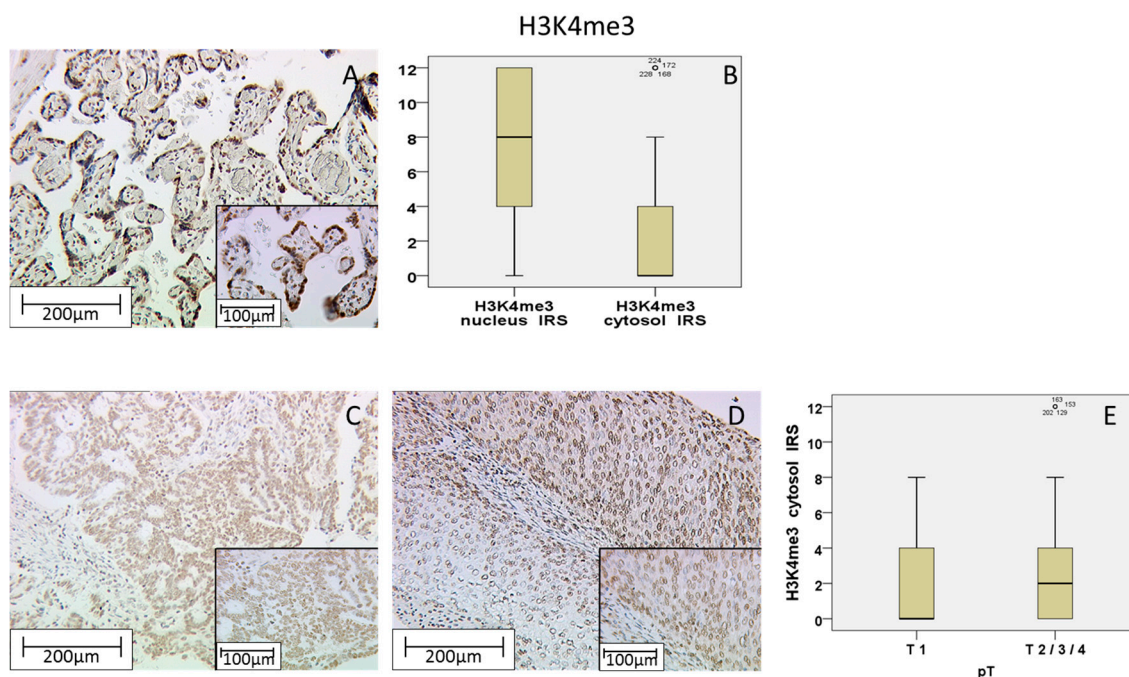 H3K4me3
A
200µm
100µm
B
12
10
8
6
4
2
0
224
172
228 168
H3K4me3
nucleus IRS
H3K4me3
cytosol IRS
C
200µm
100µm
D
200µm
100µm
E
H3K4me3 cytosol IRS
12
10
8
6
4
2
0
163
153
202 129
T 1
T 2 / 3 / 4
pT